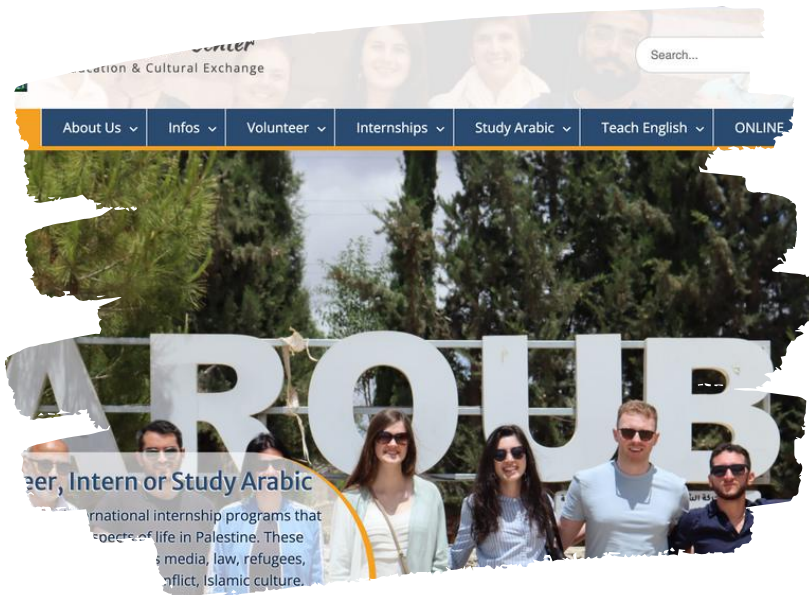 Center
Education & Cultural Exchange
Search...
About Us
Infos
Volunteer
Internships
Study Arabic
Teach English
ONLINE
AROUB
eer, Intern or Study Arabic
rnational internship programs that
spects of life in Palestine. These
s media, law, refugees,
nflict, Islamic culture.